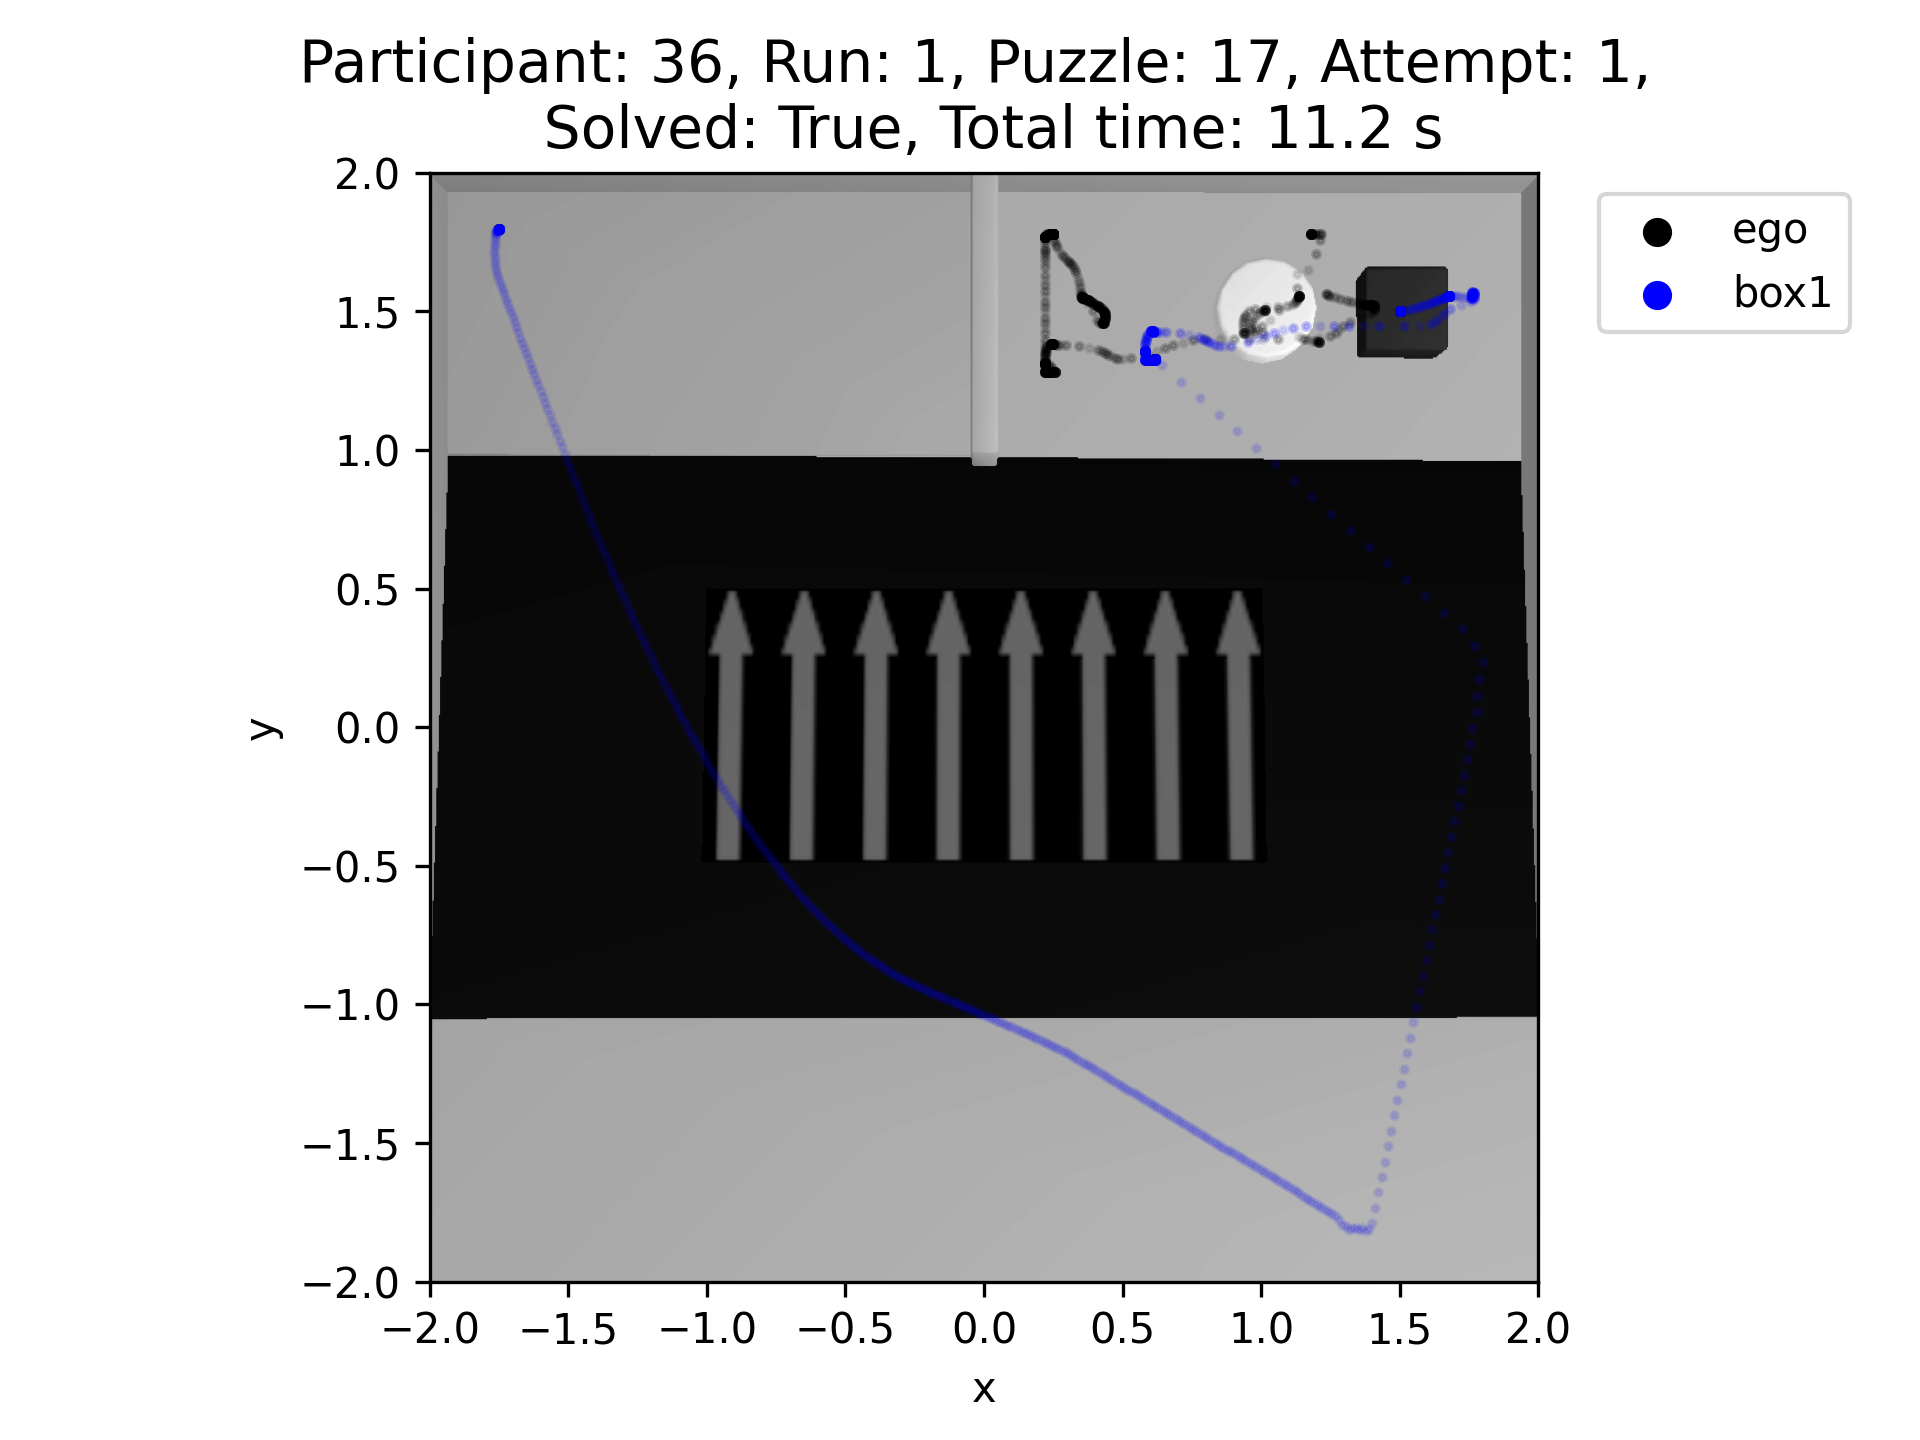 Participant: 36, Run: 1, Puzzle: 17, Attempt: 1,
Solved: True, Total time: 11.2 s
ego
box1
2.0
1.5
1.0
0.5
0.0
−0.5
−1.0
−1.5
−2.0
y
−2.0 −1.5 −1.0 −0.5 0.0 0.5 1.0 1.5 2.0
x